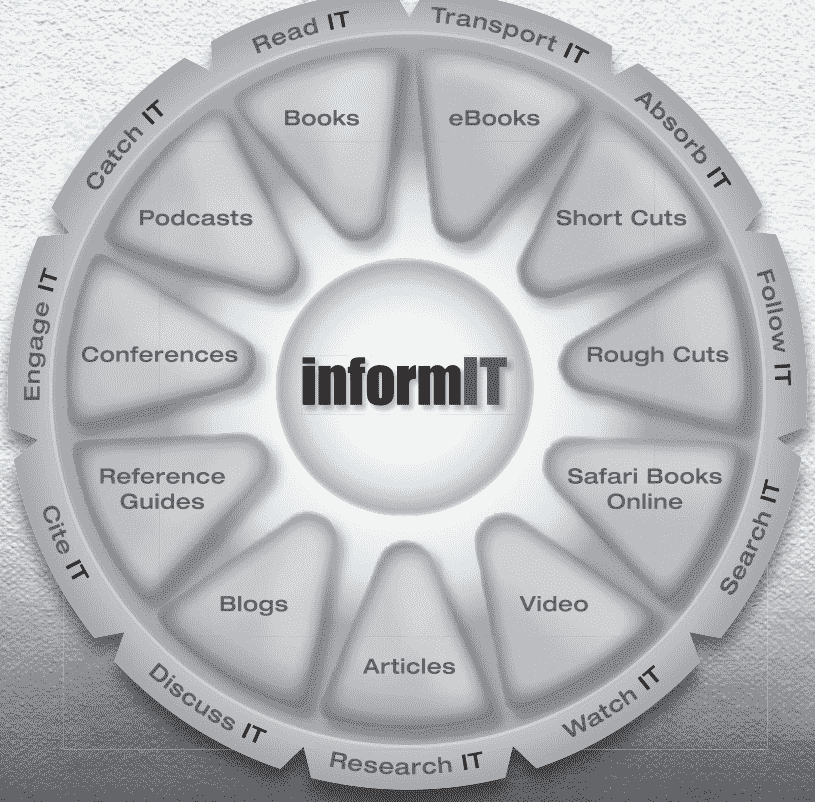 Read IT
Transport IT
Absorb IT
Follow IT
Search IT
Watch IT
Research IT
Discuss IT
Cite IT
Engage IT
Catch IT
Books
eBooks
Short Cuts
Rough Cuts
Safari Books
Online
Video
Articles
Blogs
Reference
Guides
Conferences
Podcasts
informIT